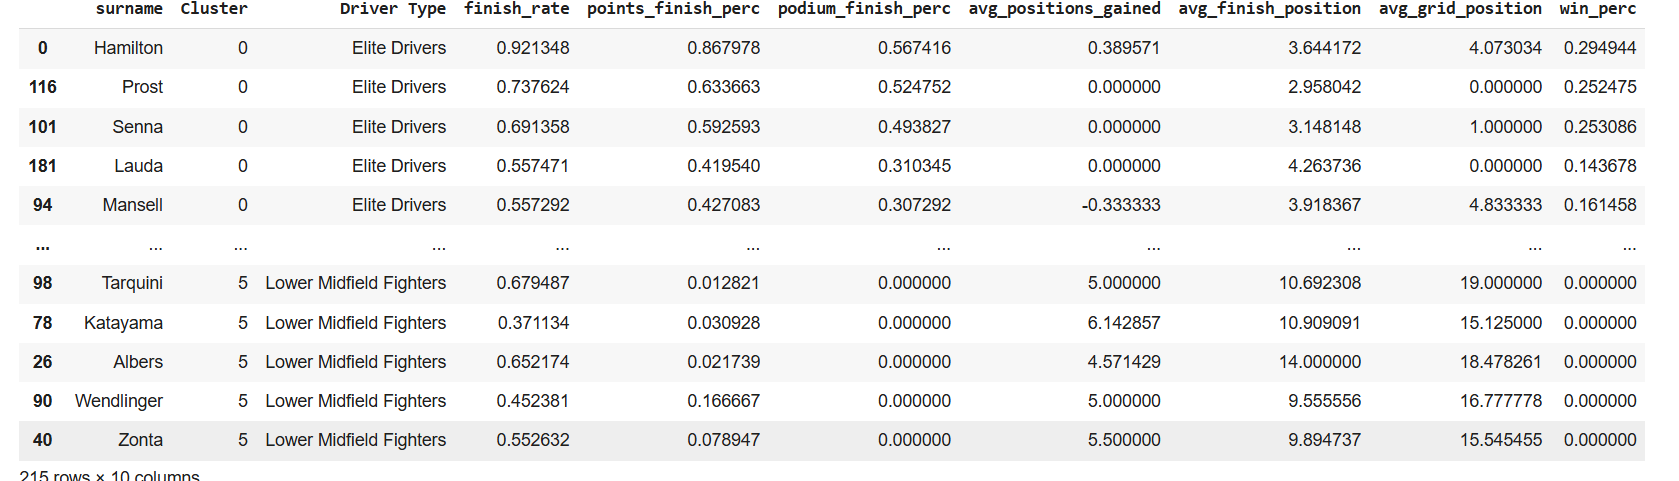 surname Cluster Driver Type finish_rate points_finish_perc podium_finish_perc avg_positions_gained avg_finish_position avg_grid_position win_perc
0 Hamilton 0 Elite Drivers 0.921348 0.867978 0.567416 0.389571 3.644172 4.073034 0.294944
116 Prost 0 Elite Drivers 0.737624 0.633663 0.524752 0.000000 2.958042 0.000000 0.252475
101 Senna 0 Elite Drivers 0.691358 0.592593 0.493827 0.000000 3.148148 1.000000 0.253086
181 Lauda 0 Elite Drivers 0.557471 0.419540 0.310345 0.000000 4.263736 0.000000 0.143678
94 Mansell 0 Elite Drivers 0.557292 0.427083 0.307292 -0.333333 3.918367 4.833333 0.161458
... ... ... ... ... ... ... ... ... ... ...
98 Tarquini 5 Lower Midfield Fighters 0.679487 0.012821 0.000000 5.000000 10.692308 19.000000 0.000000
78 Katayama 5 Lower Midfield Fighters 0.371134 0.030928 0.000000 6.142857 10.909091 15.125000 0.000000
26 Albers 5 Lower Midfield Fighters 0.652174 0.021739 0.000000 4.571429 14.000000 18.478261 0.000000
90 Wendlinger 5 Lower Midfield Fighters 0.452381 0.166667 0.000000 5.000000 9.555556 16.777778 0.000000
40 Zonta 5 Lower Midfield Fighters 0.552632 0.078947 0.000000 5.500000 9.894737 15.545455 0.000000
215 rows × 10 columns